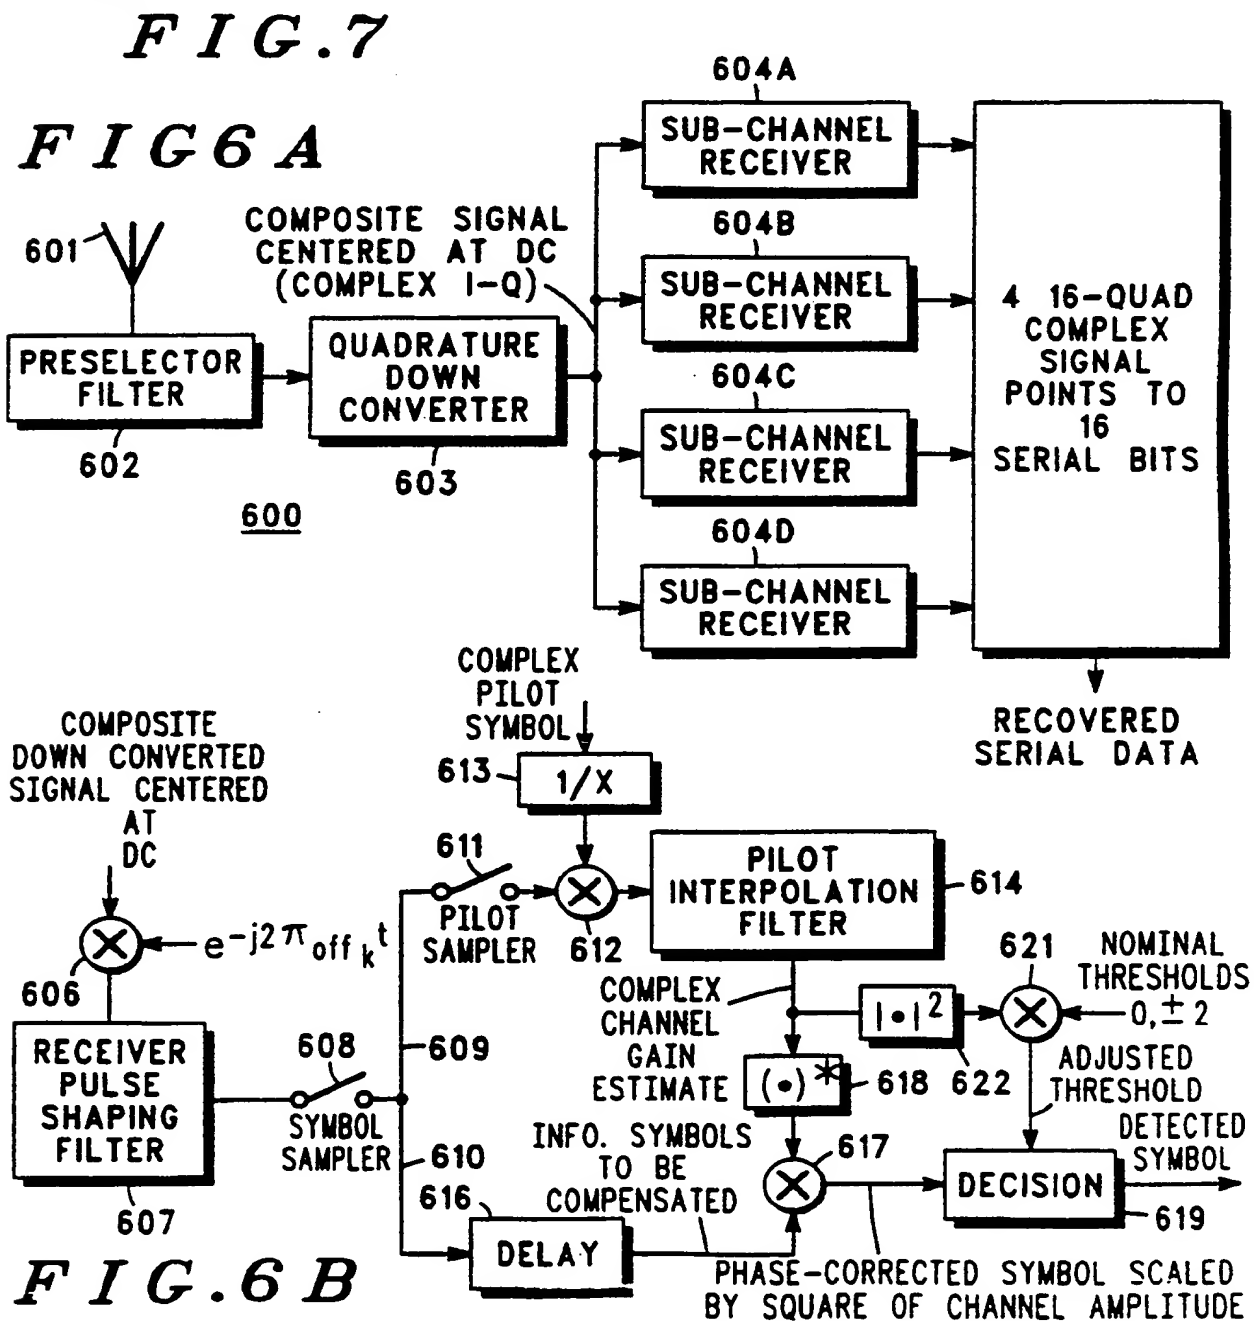 FIG.7
FIG6A
601
PRESELECTOR
FILTER
602
COMPOSITE SIGNAL
CENTERED AT DC
(COMPLEX I-Q)
QUADRATURE
DOWN
CONVERTER
603
600
604A
SUB-CHANNEL
RECEIVER
604B
SUB-CHANNEL
RECEIVER
604C
SUB-CHANNEL
RECEIVER
604D
SUB-CHANNEL
RECEIVER
4 16-QUAD
COMPLEX
SIGNAL
POINTS TO
16
SERIAL BITS
RECOVERED
SERIAL DATA
COMPOSITE
DOWN CONVERTED
SIGNAL CENTERED
AT
DC
e-j2π off k t
606
RECEIVER
PULSE
SHAPING
FILTER
607
608
SYMBOL
SAMPLER
609
610
COMPLEX
PILOT
SYMBOL
613
1/X
611
PILOT
SAMPLER
612
PILOT
INTERPOLATION
FILTER
614
COMPLEX
CHANNEL
GAIN
ESTIMATE
|•|2
622
621
NOMINAL
THRESHOLDS
0,±2
(•)*
618
ADJUSTED
THRESHOLD
INFO. SYMBOLS
TO BE
COMPENSATED
616
DELAY
617
DECISION
619
DETECTED
SYMBOL
PHASE-CORRECTED SYMBOL SCALED
BY SQUARE OF CHANNEL AMPLITUDE
FIG.6B